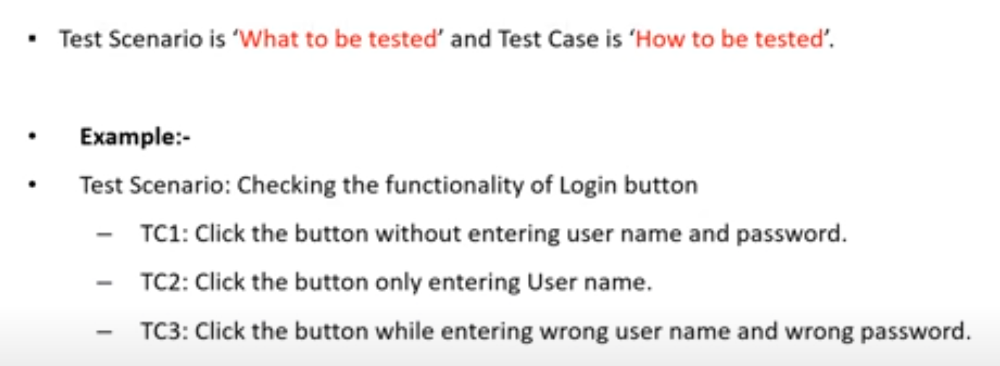 ▪ Test Scenario is ‘What to be tested’ and Test Case is ‘How to be tested’.
• Example:-
• Test Scenario: Checking the functionality of Login button
– TC1: Click the button without entering user name and password.
– TC2: Click the button only entering User name.
– TC3: Click the button while entering wrong user name and wrong password.